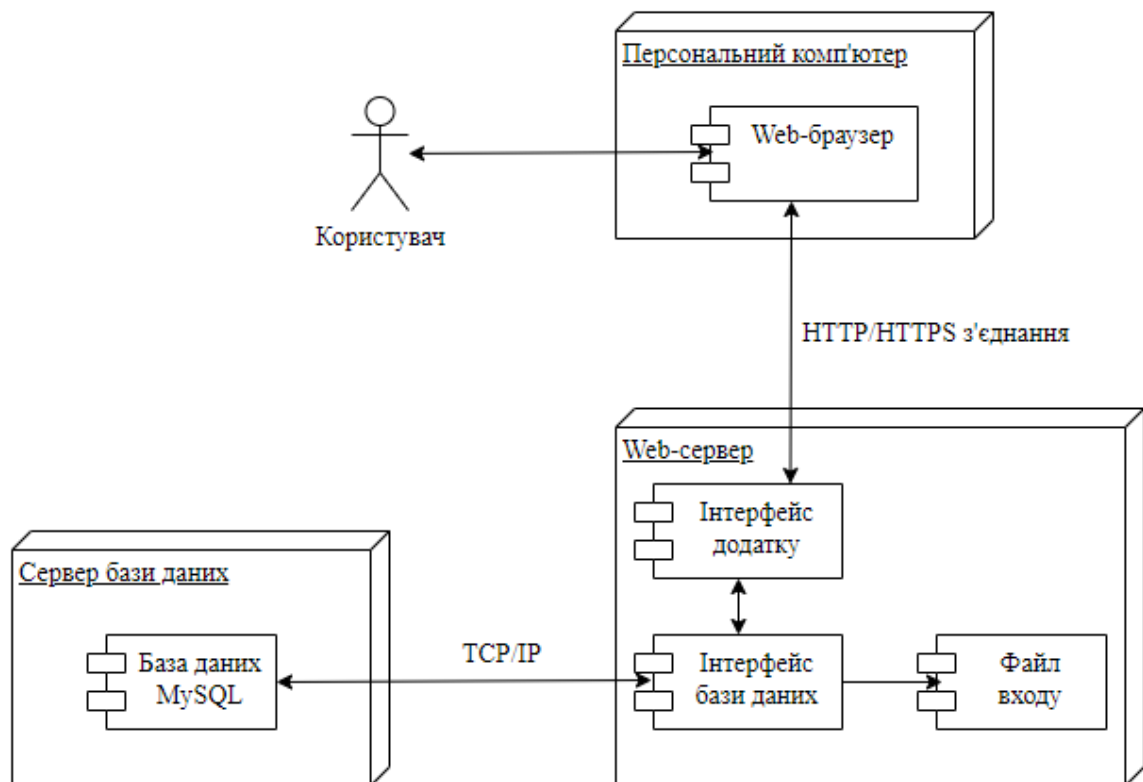 Персональний комп'ютер
Web-браузер
Користувач
HTTP/HTTPS з'єднання
Web-сервер
Інтерфейс
додатку
Сервер бази даних
База даних
MySQL
TCP/IP
Інтерфейс
бази даних
Файл
входу